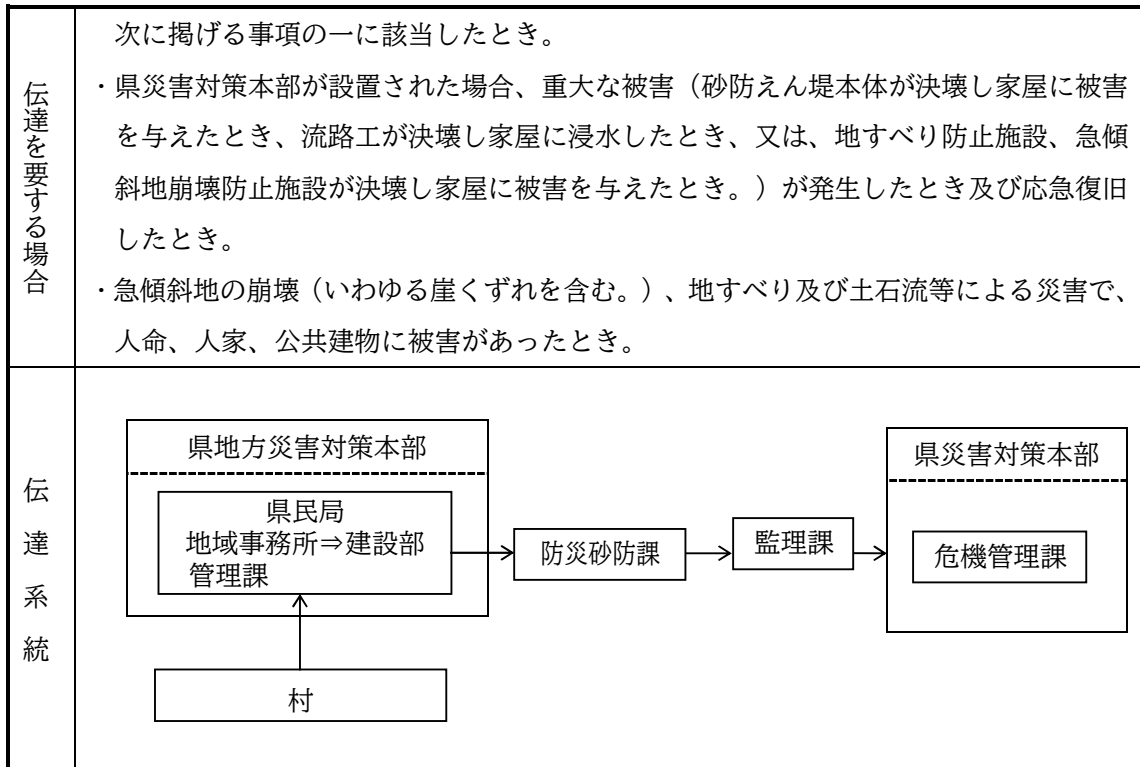 伝達を要する場合
次に掲げる事項の一に該当したとき。
・県災害対策本部が設置された場合、重大な被害（砂防えん堤本体が決壊し家屋に被害
を与えたとき、流路工が決壊し家屋に浸水したとき、又は、地すべり防止施設、急傾
斜地崩壊防止施設が決壊し家屋に被害を与えたとき。）が発生したとき及び応急復旧
したとき。
・急傾斜地の崩壊（いわゆる崖くずれを含む。）、地すべり及び土石流等による災害で、
人命、人家、公共建物に被害があったとき。
伝達系統
県地方災害対策本部
県民局
地域事務所⇒建設部
管理課
防災砂防課
監理課
県災害対策本部
危機管理課
村